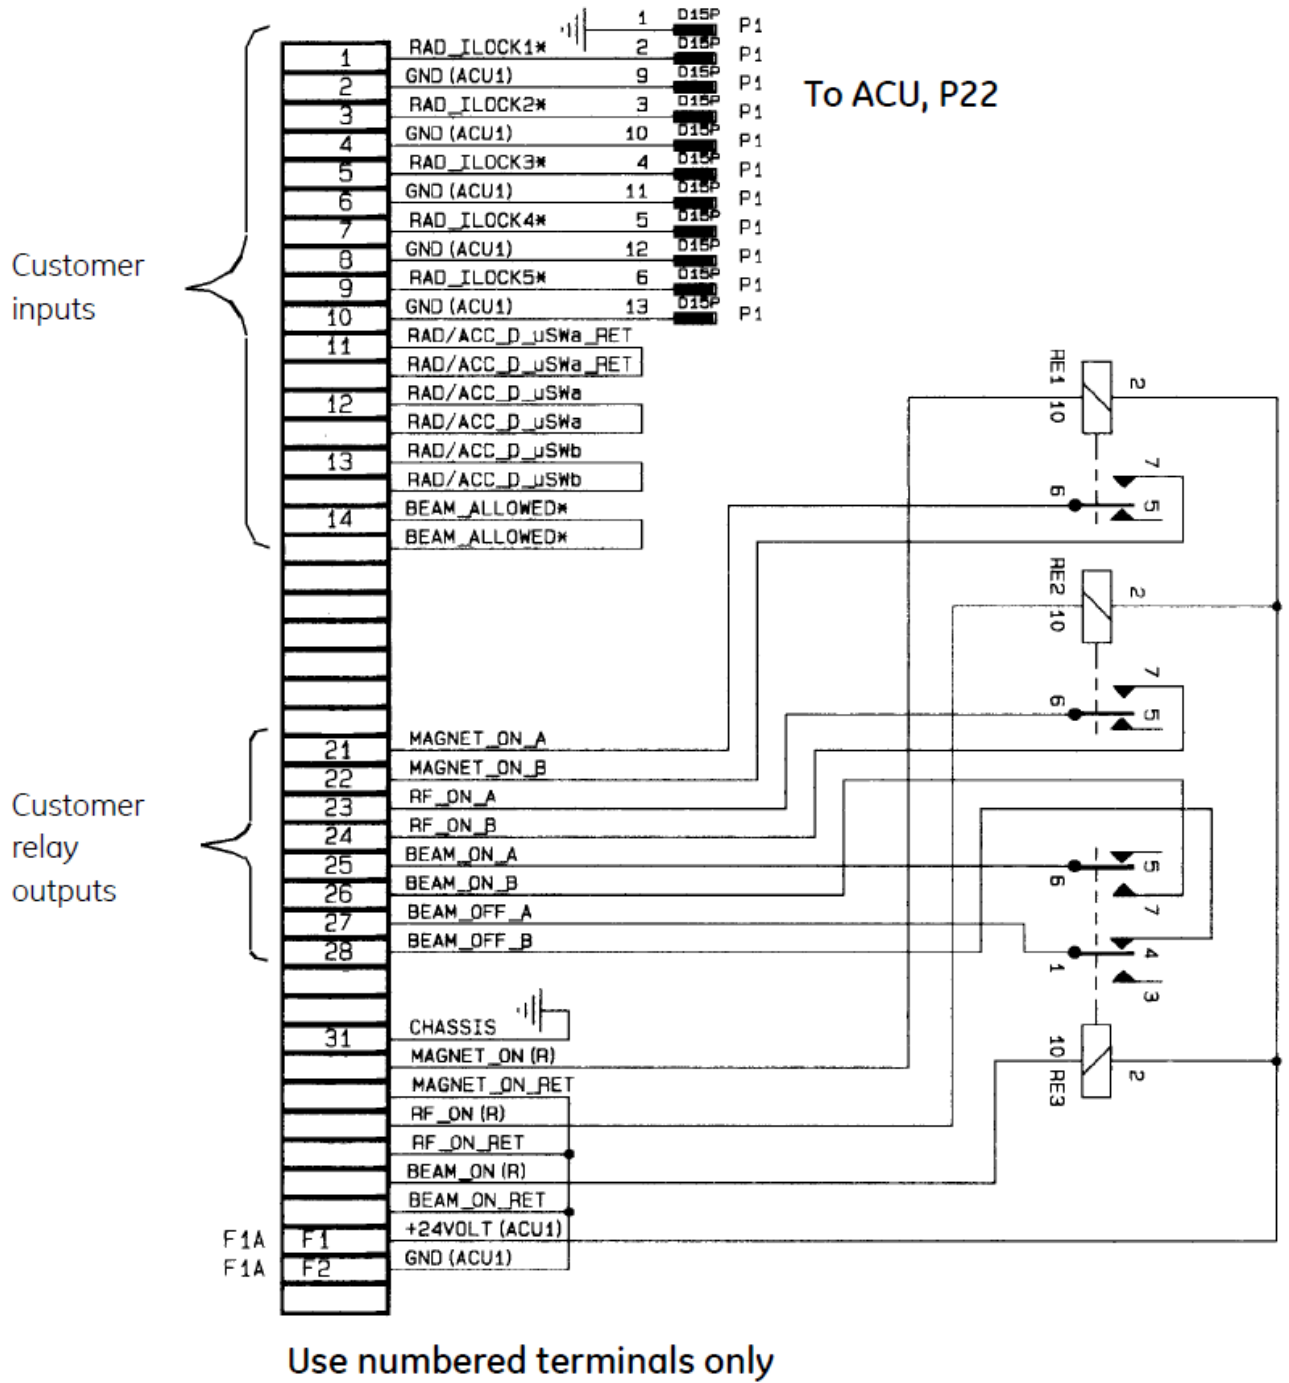 1 D15P P1
1 RAD_ILOCK1* 2 D15P P1
2 GND (ACU1) 9 D15P P1
To ACU, P22
3 RAD_ILOCK2* 3 D15P P1
4 GND (ACU1) 10 D15P P1
5 RAD_ILOCK3* 4 D15P P1
6 GND (ACU1) 11 D15P P1
7 RAD_ILOCK4* 5 D15P P1
8 GND (ACU1) 12 D15P P1
Customer
inputs
9 RAD_ILOCK5* 6 D15P P1
10 GND (ACU1) 13 D15P P1
11 RAD/ACC_D_uSWa_RET
RAD/ACC_D_uSWa_RET
12 RAD/ACC_D_uSWa
RAD/ACC_D_uSWa
13 RAD/ACC_D_uSWb
RAD/ACC_D_uSWb
14 BEAM_ALLOWED*
BEAM_ALLOWED*
RE1 10 2
7
6 5
RE2 10 2
7
6 5
21 MAGNET_ON_A
22 MAGNET_ON_B
Customer
relay
outputs
23 RF_ON_A
24 RF_ON_B
25 BEAM_ON_A
26 BEAM_ON_B
27 BEAM_OFF_A
28 BEAM_OFF_B
6 5
7
1 4
3
10 RE3 2
31 CHASSIS
MAGNET_ON (R)
MAGNET_ON_RET
RF_ON (R)
RF_ON_RET
BEAM_ON (R)
BEAM_ON_RET
F1A F1 +24VOLT (ACU1)
F1A F2 GND (ACU1)
Use numbered terminals only